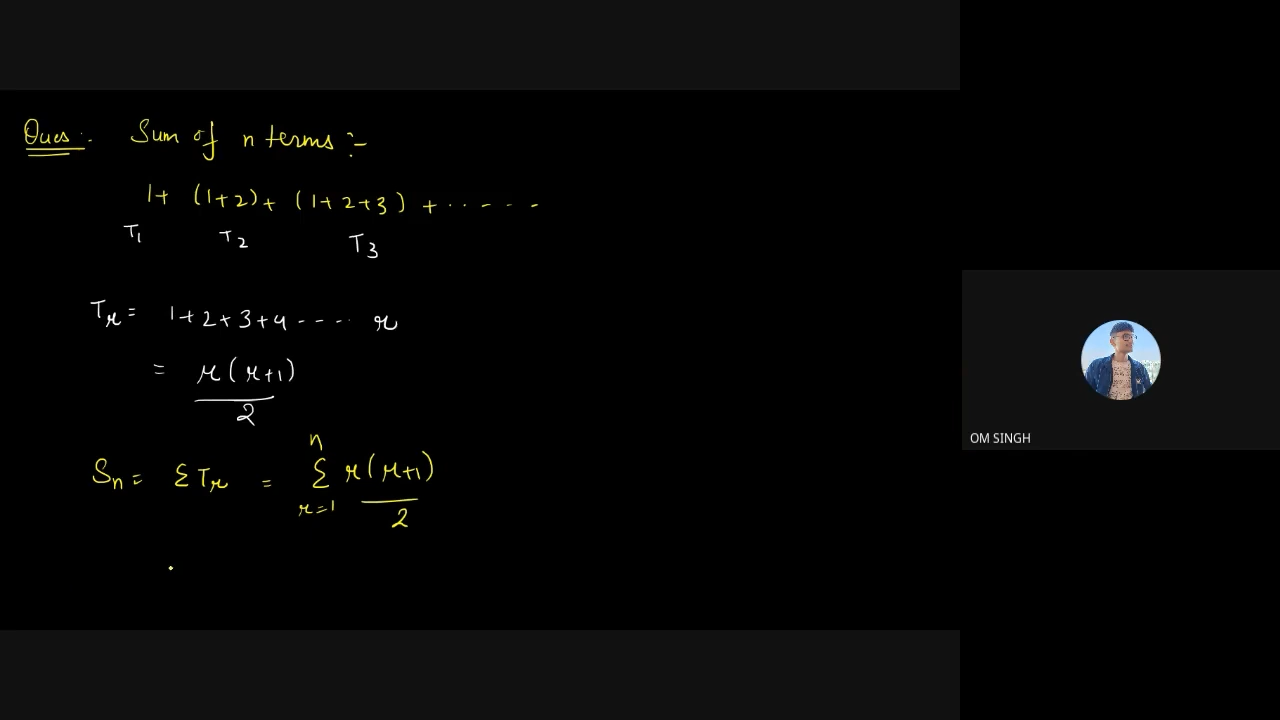 Ques :- Sum of n terms :-
1 + (1+2) + (1+2+3) + ......
T1 T2 T3
Tr = 1+2+3+4 ---- r
= r(r+1)/2
Sn = ΣTr = Σ_{r=1}^{n} r(r+1)/2
OM SINGH